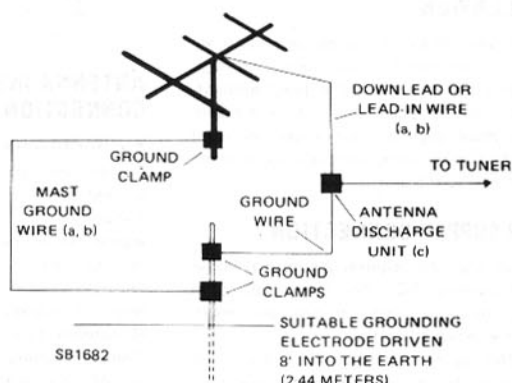 DOWNLEAD OR
LEAD-IN WIRE
(a, b)
GROUND
CLAMP
TO TUNER
MAST
GROUND
WIRE (a, b)
GROUND
WIRE
ANTENNA
DISCHARGE
UNIT (c)
GROUND
CLAMPS
SUITABLE GROUNDING
ELECTRODE DRIVEN
8' INTO THE EARTH
(2.44 METERS)
SB1682